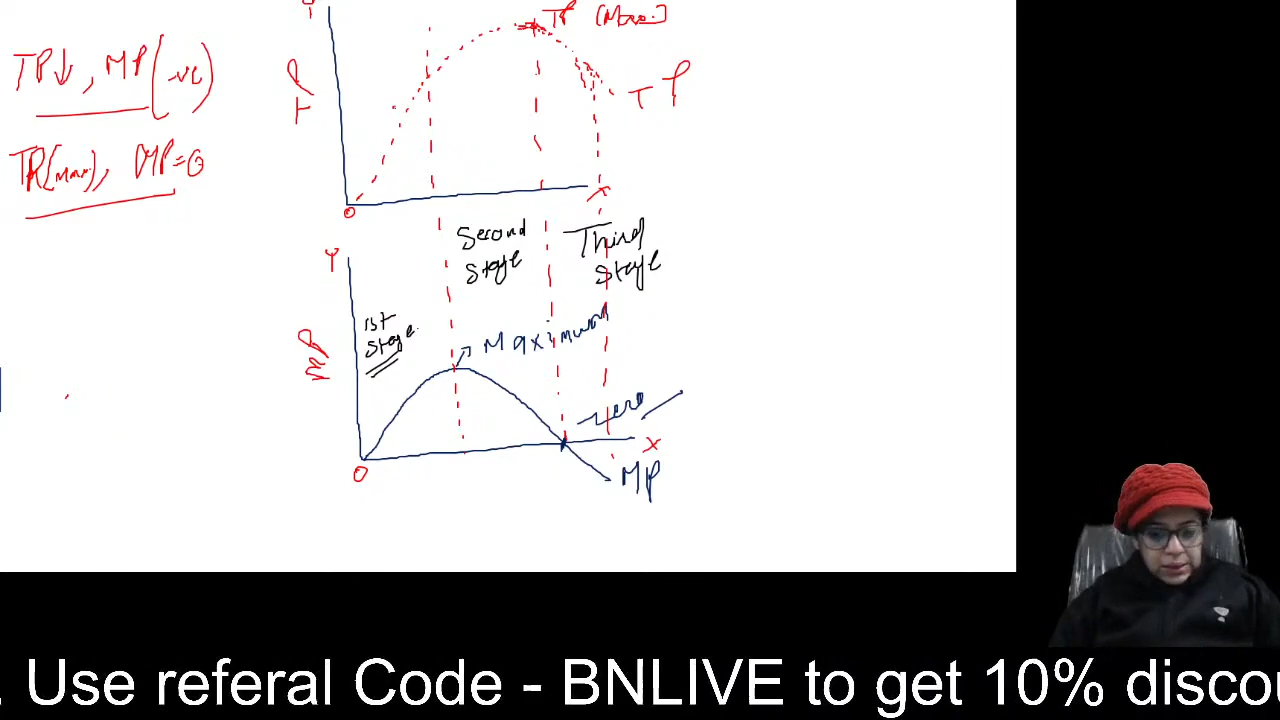 Y
TP [Max.]
TP↓, MP(-ve)
TP
TP
TP(Max), MP=0
O
X
Second
Stage
Third
Stage
Y
1st
Stage
Maximum
MP
Zero
X
O
MP
. Use referal Code - BNLIVE to get 10% disco